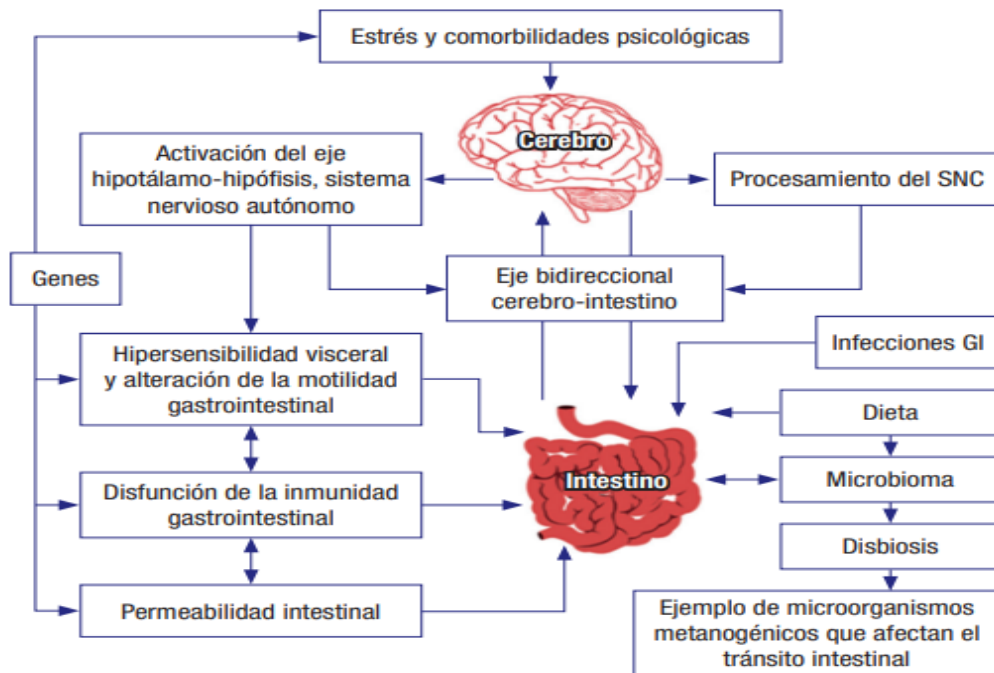 Estrés y comorbilidades psicológicas
Cerebro
Activación del eje
hipotálamo-hipófisis, sistema
nervioso autónomo
Procesamiento del SNC
Genes
Eje bidireccional
cerebro-intestino
Hipersensibilidad visceral
y alteración de la motilidad
gastrointestinal
Infecciones GI
Dieta
Intestino
Microbioma
Disfunción de la inmunidad
gastrointestinal
Disbiosis
Permeabilidad intestinal
Ejemplo de microorganismos
metanogénicos que afectan el
tránsito intestinal